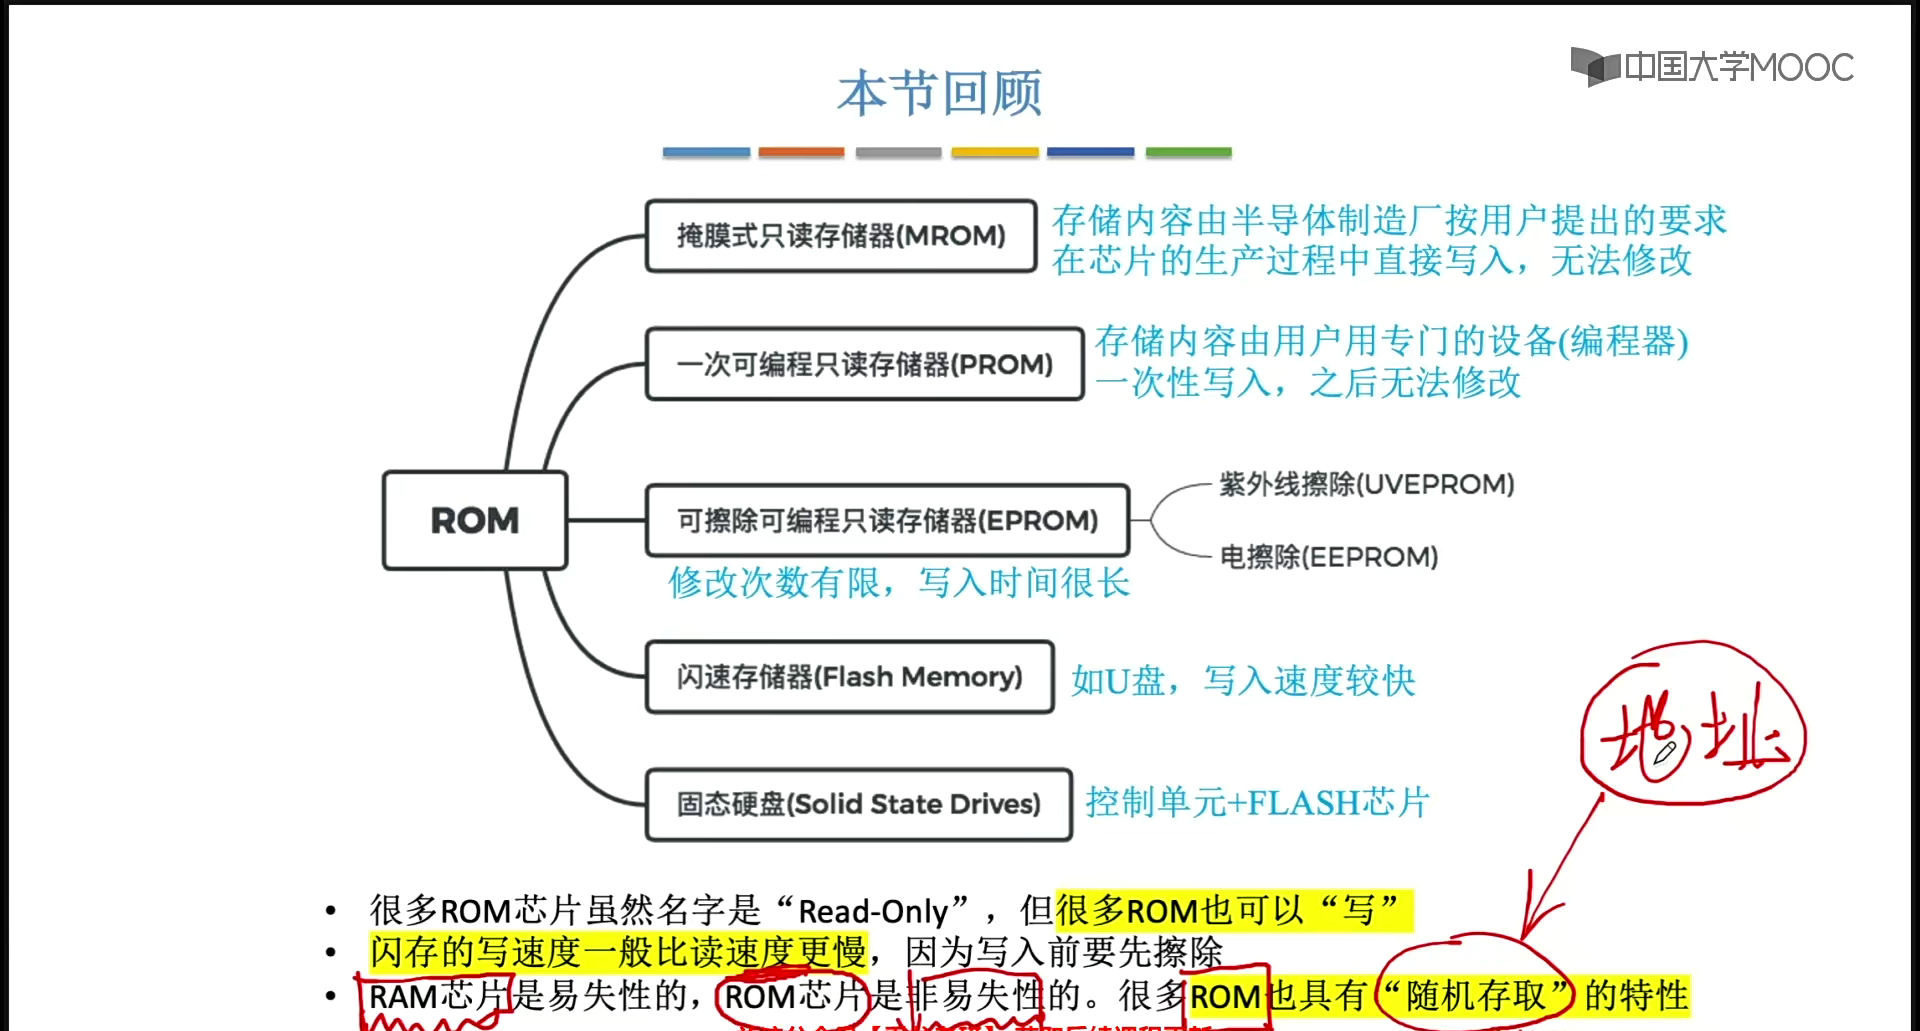 中国大学MOOC
本节回顾
掩膜式只读存储器(MROM)
存储内容由半导体制造厂按用户提出的要求
在芯片的生产过程中直接写入，无法修改
一次可编程只读存储器(PROM)
存储内容由用户用专门的设备(编程器)
一次性写入，之后无法修改
ROM
可擦除可编程只读存储器(EPROM)
紫外线擦除(UVEPROM)
电擦除(EEPROM)
修改次数有限，写入时间很长
闪速存储器(Flash Memory)
如U盘，写入速度较快
地址
固态硬盘(Solid State Drives)
控制单元+FLASH芯片
• 很多ROM芯片虽然名字是“Read-Only”，但很多ROM也可以“写”
• 闪存的写速度一般比读速度更慢，因为写入前要先擦除
• RAM芯片是易失性的，ROM芯片是非易失性的。很多ROM也具有“随机存取”的特性